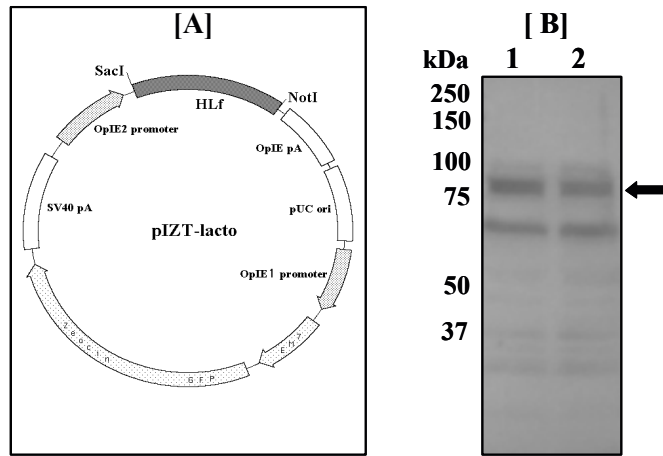 [A]
SacI
HLf
NotI
OpIE2 promoter
OpIE pA
SV40 pA
pUC ori
pIZT-lacto
OpIE1 promoter
EM7
Zeocin
GFP
[ B]
kDa
1 2
250
150
100
75
50
37